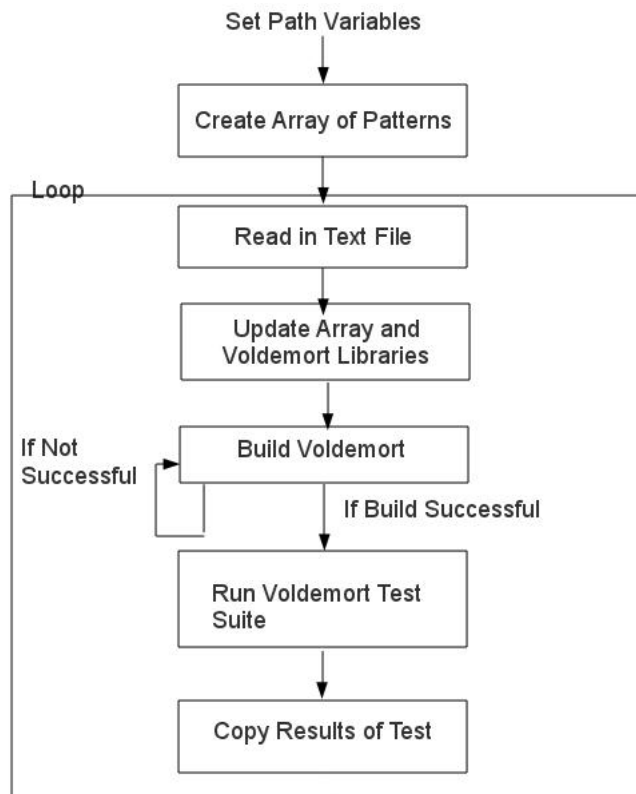 Set Path Variables
Create Array of Patterns
Loop
Read in Text File
Update Array and
Voldemort Libraries
Build Voldemort
If Not
Successful
If Build Successful
Run Voldemort Test
Suite
Copy Results of Test